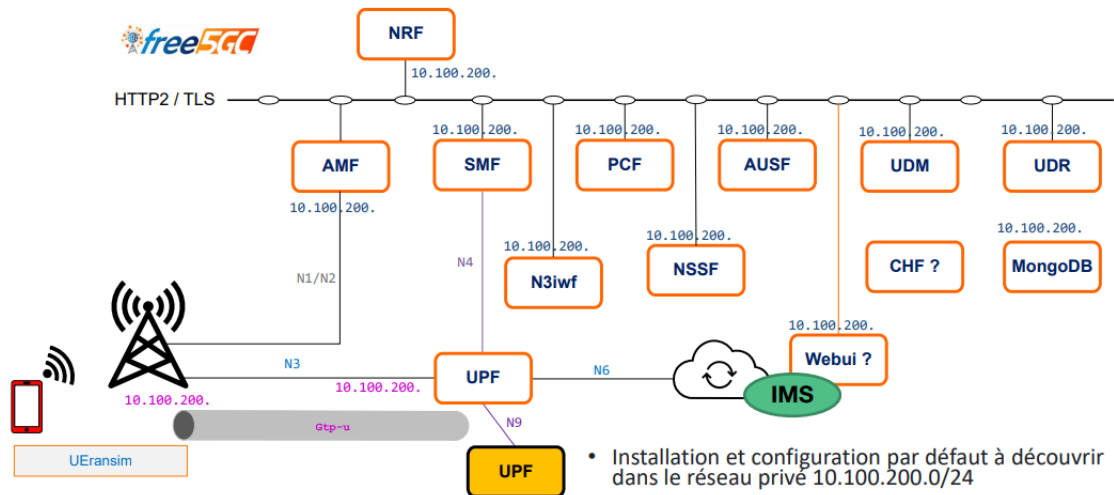 free5GC
NRF
10.100.200.
HTTP2 / TLS
10.100.200.
10.100.200.
10.100.200.
10.100.200.
10.100.200.
AMF
SMF
PCF
AUSF
UDM
UDR
10.100.200.
10.100.200.
10.100.200.
10.100.200.
N1/N2
N4
N3iwf
NSSF
CHF ?
MongoDB
10.100.200.
Webui ?
N3
UPF
N6
10.100.200.
10.100.200.
IMS
Gtp-u
N9
UEransim
UPF
• Installation et configuration par défaut à découvrir
dans le réseau privé 10.100.200.0/24